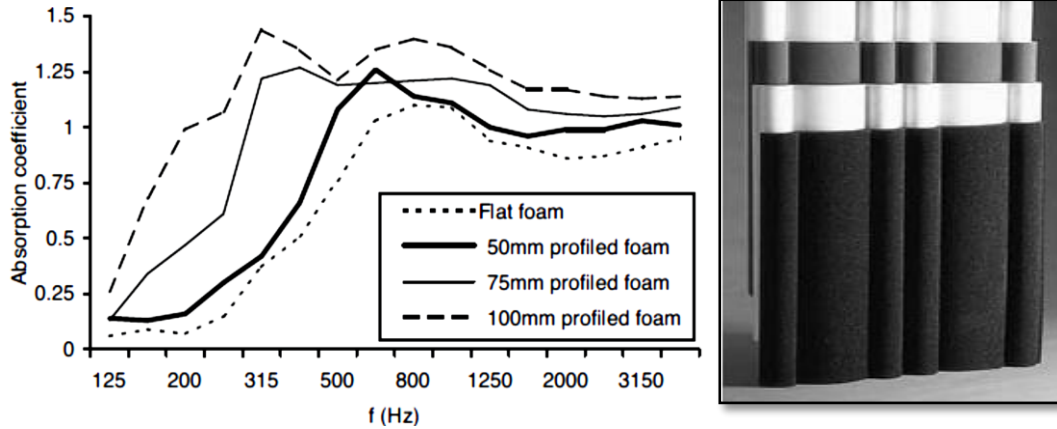 1.5
1.25
1
0.75
0.5
0.25
0
Absorption coefficient
Flat foam
50mm profiled foam
75mm profiled foam
100mm profiled foam
125 200 315 500 800 1250 2000 3150
f (Hz)